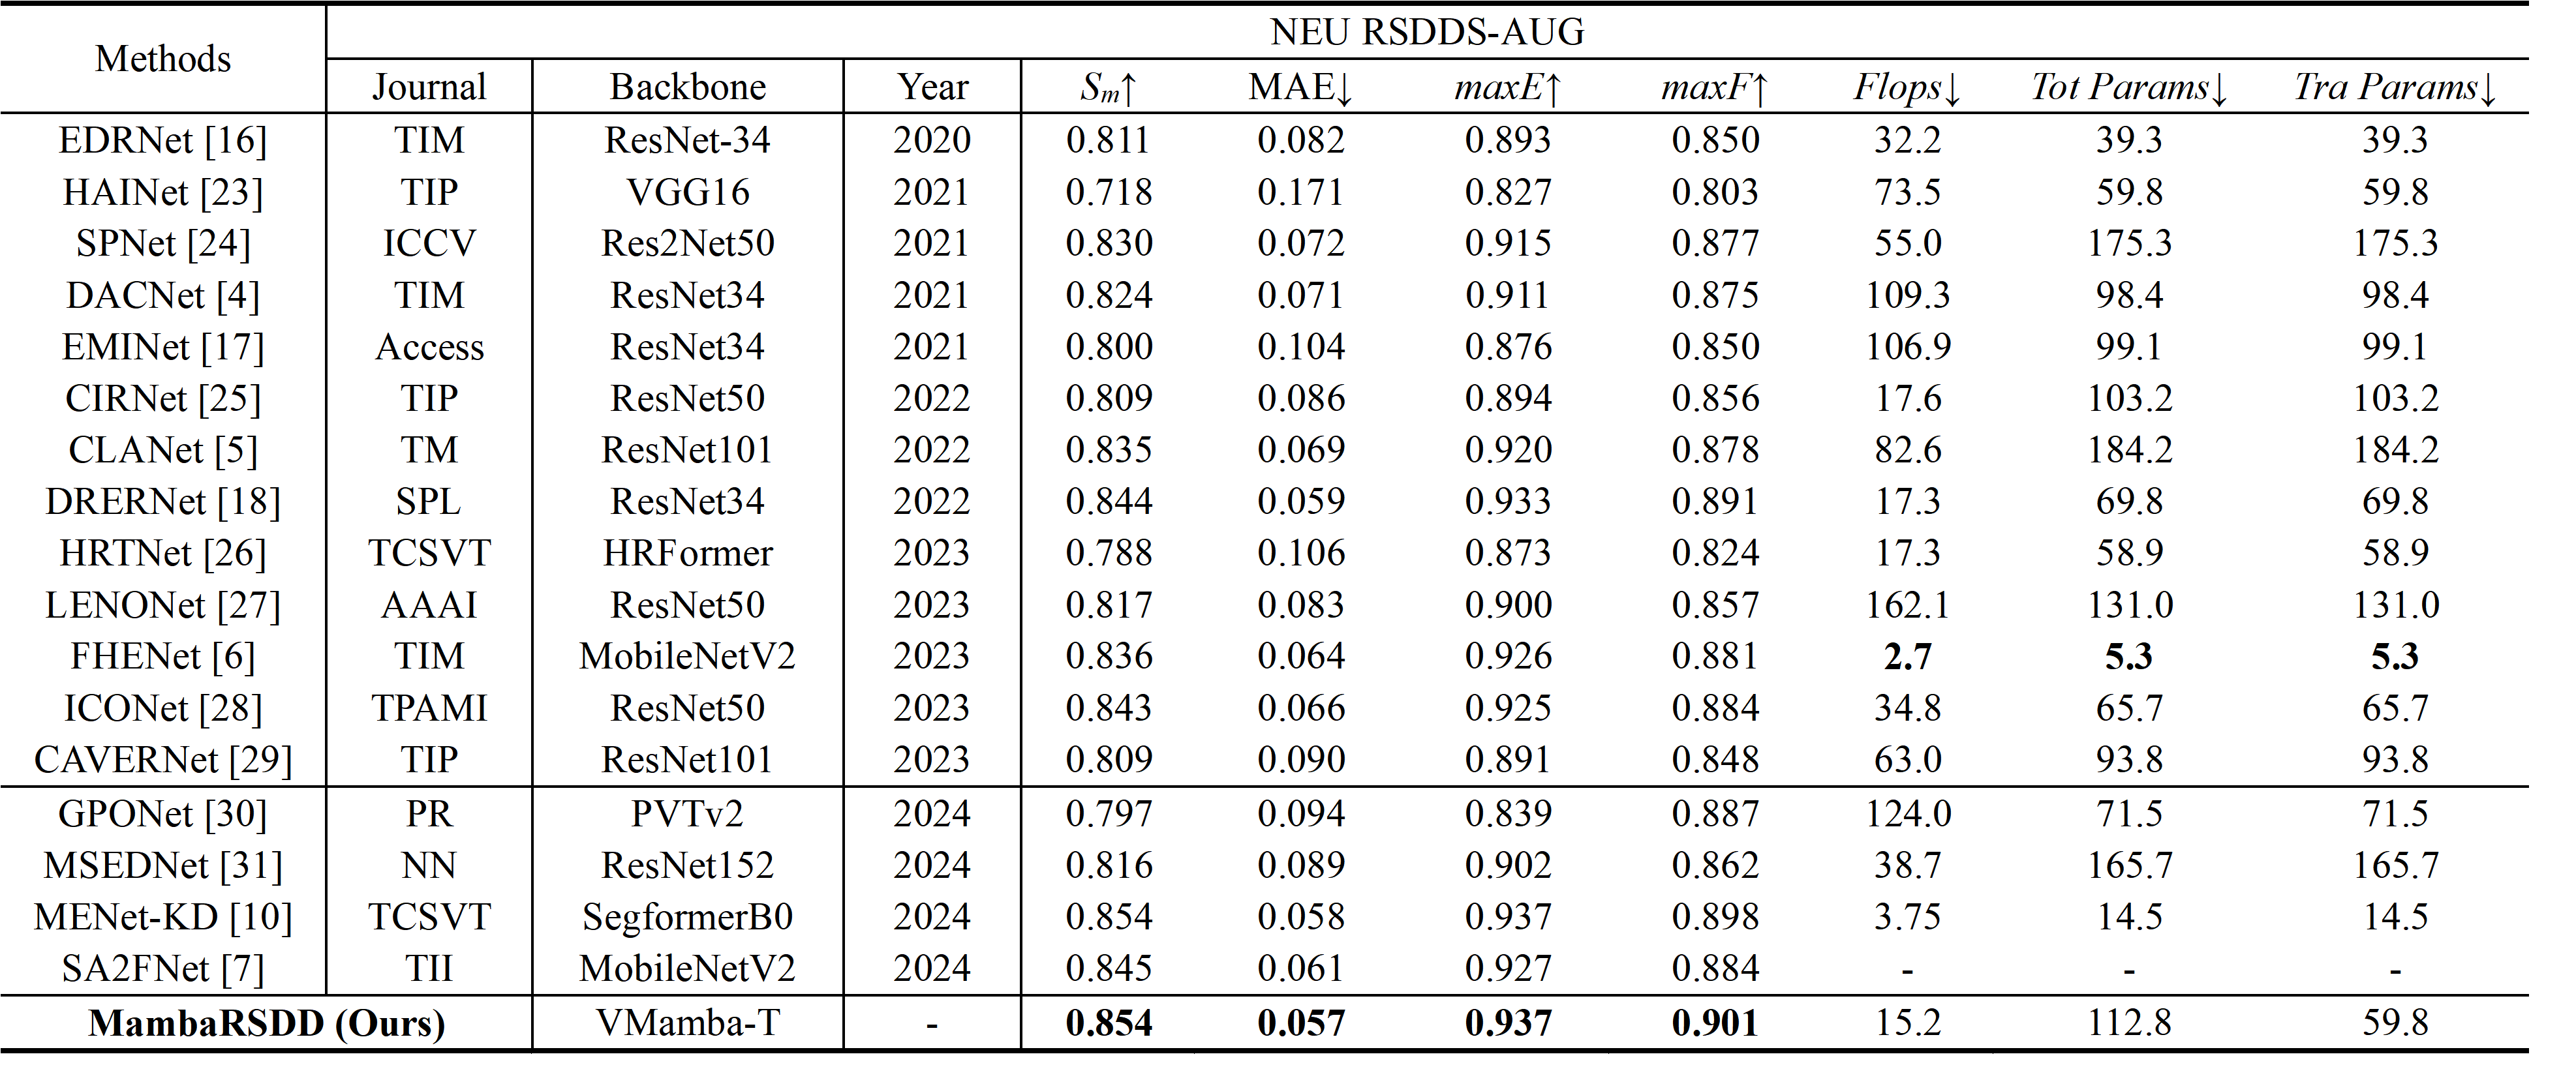 NEU RSDDS-AUG
Methods Journal Backbone Year Sm↑ MAE↓ maxE↑ maxF↑ Flops↓ Tot Params↓ Tra Params↓
EDRNet [16] TIM ResNet-34 2020 0.811 0.082 0.893 0.850 32.2 39.3 39.3
HAINet [23] TIP VGG16 2021 0.718 0.171 0.827 0.803 73.5 59.8 59.8
SPNet [24] ICCV Res2Net50 2021 0.830 0.072 0.915 0.877 55.0 175.3 175.3
DACNet [4] TIM ResNet34 2021 0.824 0.071 0.911 0.875 109.3 98.4 98.4
EMINet [17] Access ResNet34 2021 0.800 0.104 0.876 0.850 106.9 99.1 99.1
CIRNet [25] TIP ResNet50 2022 0.809 0.086 0.894 0.856 17.6 103.2 103.2
CLANet [5] TM ResNet101 2022 0.835 0.069 0.920 0.878 82.6 184.2 184.2
DRERNet [18] SPL ResNet34 2022 0.844 0.059 0.933 0.891 17.3 69.8 69.8
HRTNet [26] TCSVT HRFormer 2023 0.788 0.106 0.873 0.824 17.3 58.9 58.9
LENONet [27] AAAI ResNet50 2023 0.817 0.083 0.900 0.857 162.1 131.0 131.0
FHENet [6] TIM MobileNetV2 2023 0.836 0.064 0.926 0.881 2.7 5.3 5.3
ICONet [28] TPAMI ResNet50 2023 0.843 0.066 0.925 0.884 34.8 65.7 65.7
CAVERNet [29] TIP ResNet101 2023 0.809 0.090 0.891 0.848 63.0 93.8 93.8
GPONet [30] PR PVTv2 2024 0.797 0.094 0.839 0.887 124.0 71.5 71.5
MSEDNet [31] NN ResNet152 2024 0.816 0.089 0.902 0.862 38.7 165.7 165.7
MENet-KD [10] TCSVT SegformerB0 2024 0.854 0.058 0.937 0.898 3.75 14.5 14.5
SA2FNet [7] TII MobileNetV2 2024 0.845 0.061 0.927 0.884 - - -
MambaRSDD (Ours) VMamba-T - 0.854 0.057 0.937 0.901 15.2 112.8 59.8